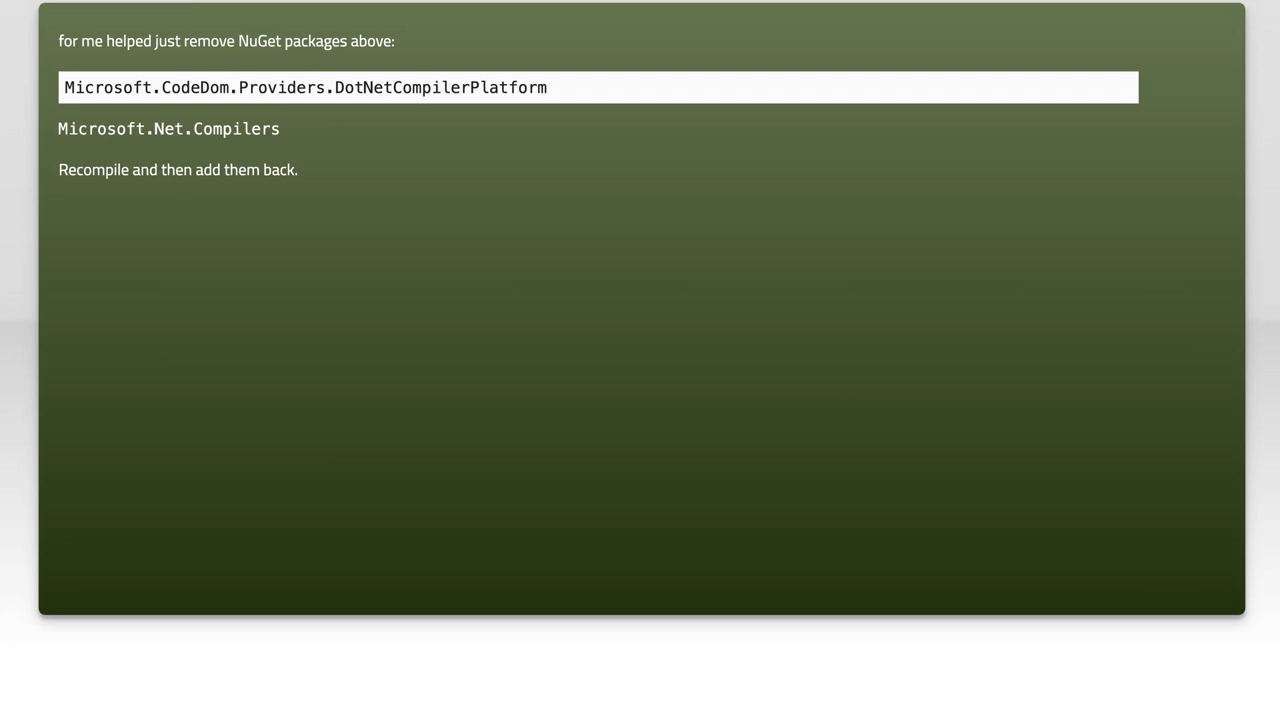 for me helped just remove NuGet packages above:
Microsoft.CodeDom.Providers.DotNetCompilerPlatform
Microsoft.Net.Compilers
Recompile and then add them back.